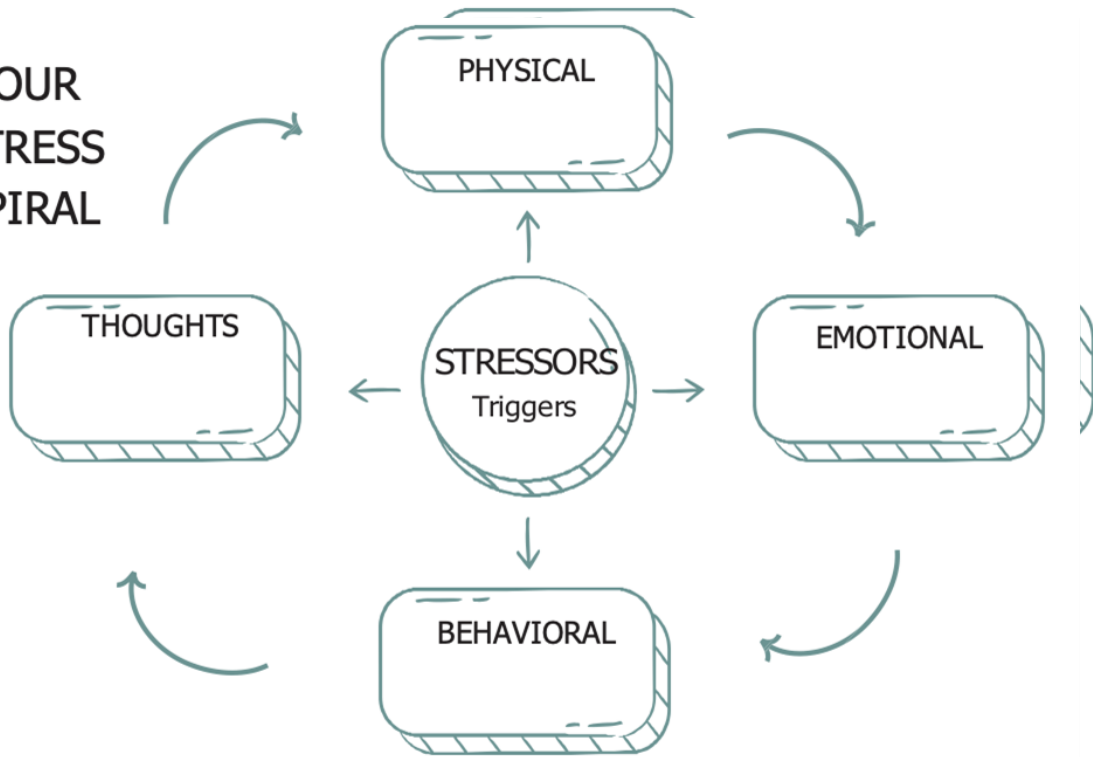 OUR
TRESS
PIRAL
PHYSICAL
THOUGHTS
STRESSORS
Triggers
EMOTIONAL
BEHAVIORAL